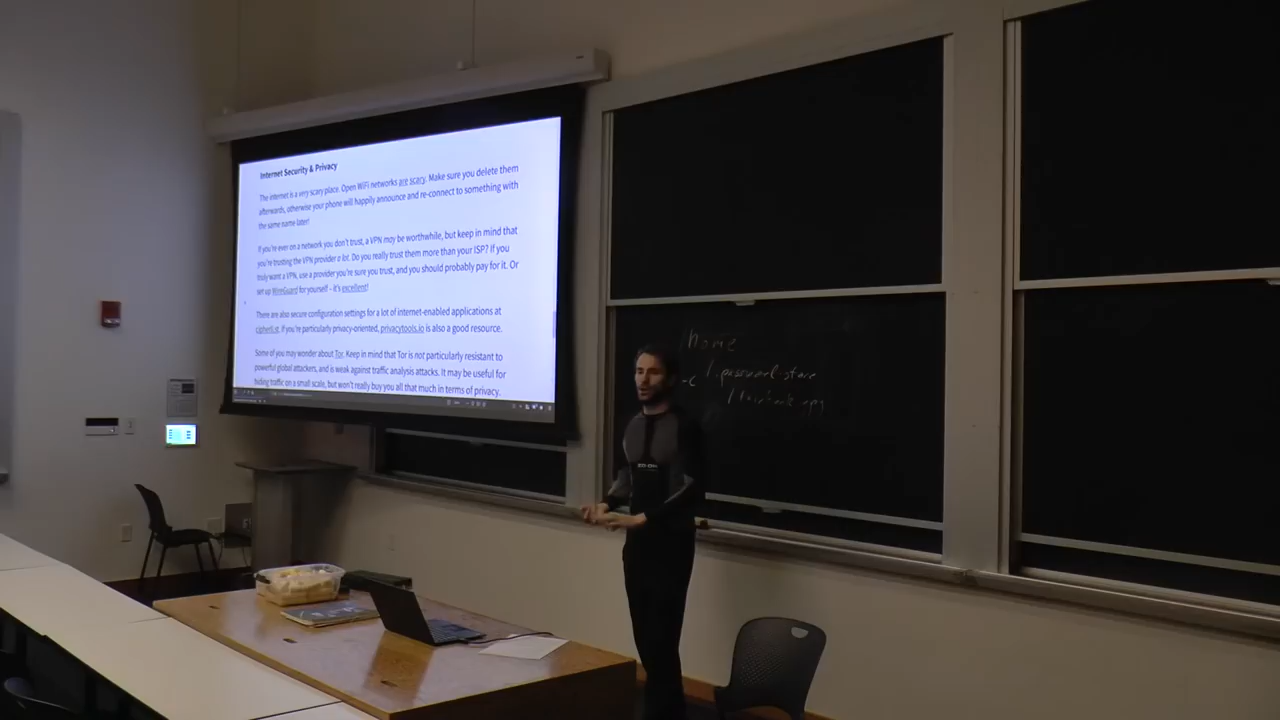 Internet Security & Privacy
The internet is a very scary place. Open WiFi networks are scary. Make sure you delete them
afterwards, otherwise your phone will happily announce and re-connect to something with
the same name later!
If you're ever on a network you don't trust, a VPN may be worthwhile, but keep in mind that
you're trusting the VPN provider a lot. Do you really trust them more than your ISP? If you
truly want a VPN, use a provider you're sure you trust, and you should probably pay for it. Or
set up WireGuard for yourself – it's excellent!
There are also secure configuration settings for a lot of internet-enabled applications at
cipherli.st. If you're particularly privacy-oriented, privacytools.io is also a good resource.
Some of you may wonder about Tor. Keep in mind that Tor is not particularly resistant to
powerful global attackers, and is weak against traffic analysis attacks. It may be useful for
hiding traffic on a small scale, but won't really buy you all that much in terms of privacy.
home
/.password-store